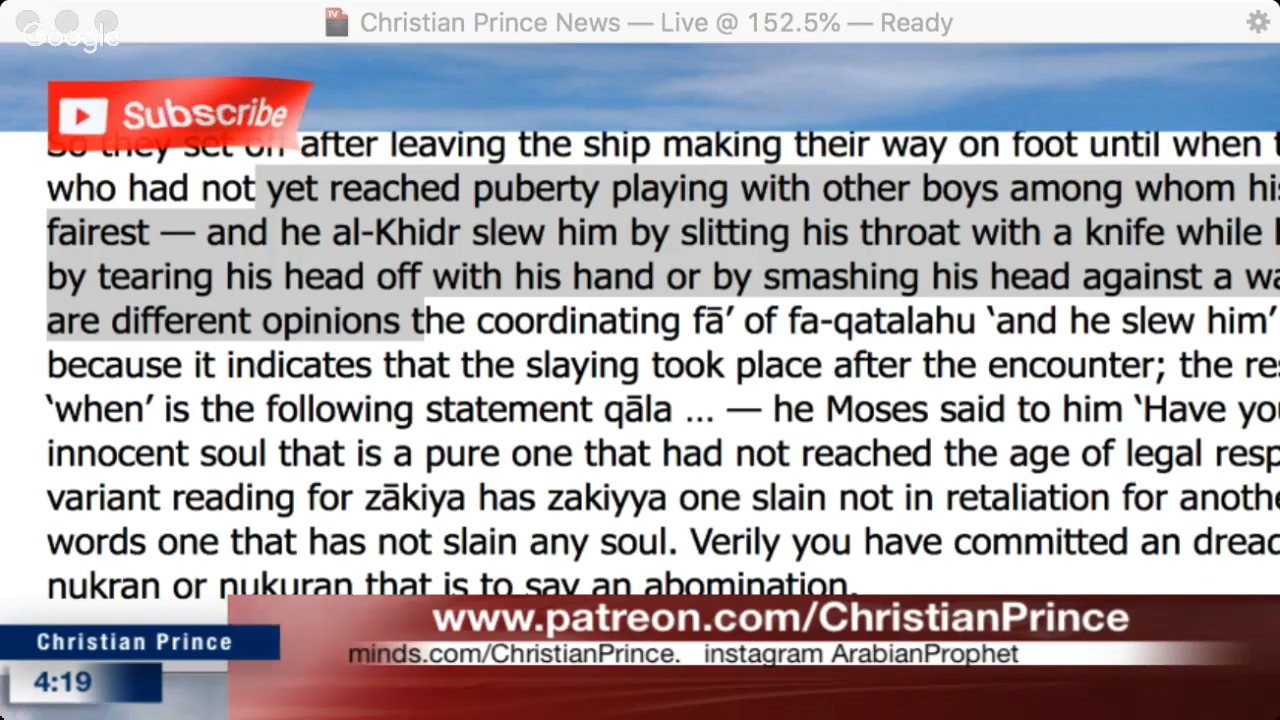 Christian Prince News — Live @ 152.5% — Ready
Google
TV
Subscribe
So they set off after leaving the ship making their way on foot until when
who had not yet reached puberty playing with other boys among whom
fairest — and he al-Khidr slew him by slitting his throat with a knife while
by tearing his head off with his hand or by smashing his head against a
are different opinions the coordinating fā’ of fa-qatalahu ‘and he slew him’
because it indicates that the slaying took place after the encounter; the
‘when’ is the following statement qāla ... — he Moses said to him ‘Have
innocent soul that is a pure one that had not reached the age of legal
variant reading for zākiya has zakiyya one slain not in retaliation for
words one that has not slain any soul. Verily you have committed an
nukran or nukuran that is to say an abomination.
www.patreon.com/ChristianPrince
Christian Prince
minds.com/ChristianPrince. instagram ArabianProphet
4:19